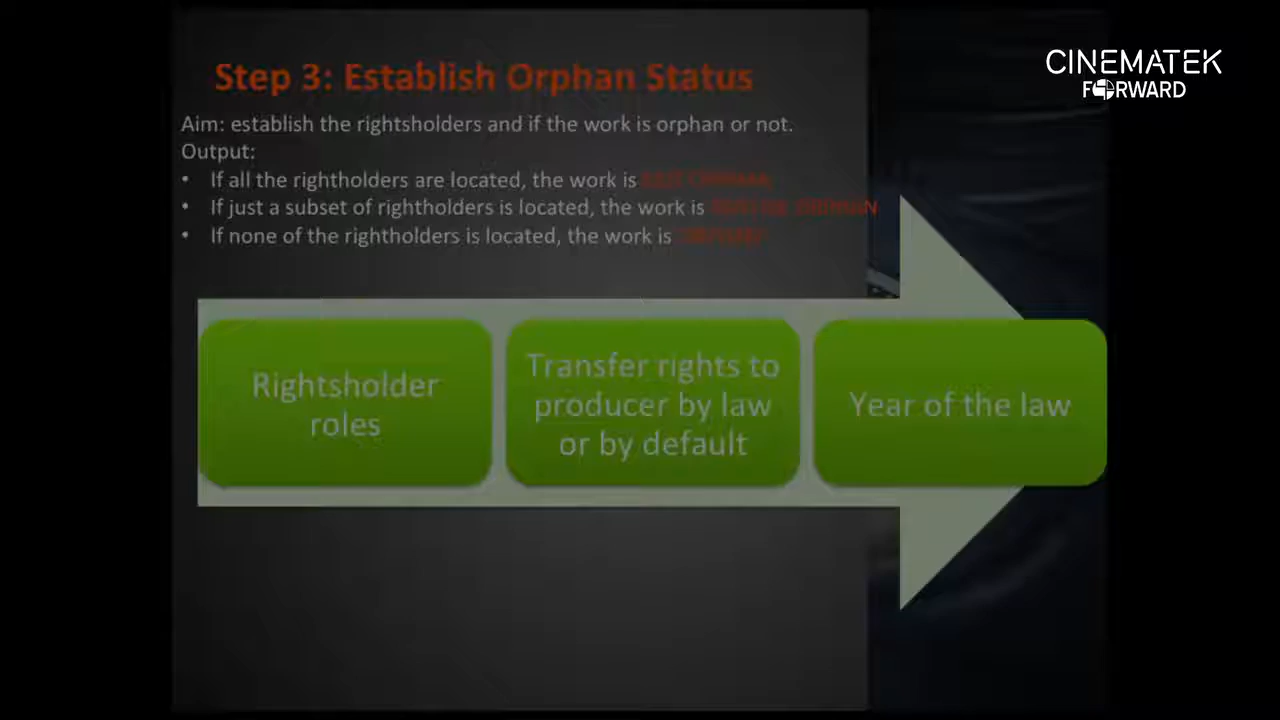 CINEMATEK
FORWARD
Step 3: Establish Orphan Status
Aim: establish the rightsholders and if the work is orphan or not.
Output:
• If all the rightholders are located, the work is
• If just a subset of rightholders is located, the work is
• If none of the rightholders is located, the work is
Rightsholder
roles
Transfer rights to
producer by law
or by default
Year of the law